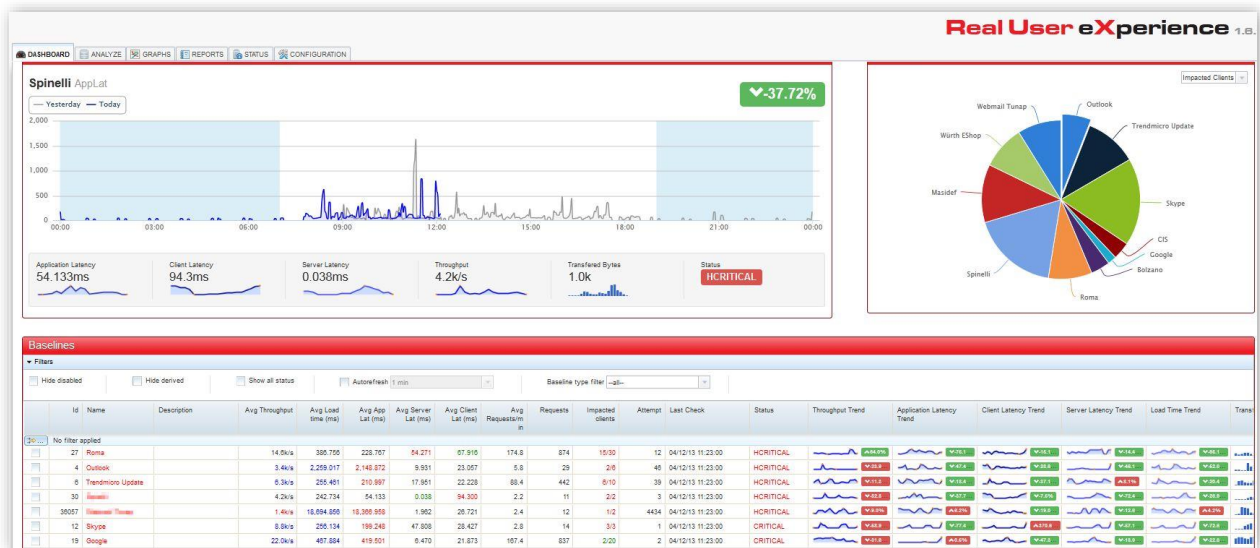 Real User eXperience 1.6.
DASHBOARD ANALYZE GRAPHS REPORTS STATUS CONFIGURATION
Spinelli AppLat
-37.72%
Yesterday Today
2,000
1,500
1,000
500
0
00:00 03:00 06:00 09:00 12:00 15:00 18:00 21:00 00:00
Application Latency Client Latency Server Latency Throughput Transfered Bytes Status
54.133ms 94.3ms 0.038ms 4.2k/s 1.0k HCRITICAL
Impacted Clients
Outlook
Webmail Tunap
Trendmicro Update
Würth EShop
Masidef
Skype
CIS
Google
Bolzano
Spinelli
Roma
Baselines
Filters
Hide disabled Hide derived Show all status Autorefresh 1 min Baseline type filter --all--
Id Name Description Avg Throughput Avg Load time (ms) Avg App Lat (ms) Avg Server Lat (ms) Avg Client Lat (ms) Avg Requests/min Requests Impacted clients Attempt Last Check Status Throughput Trend Application Latency Trend Client Latency Trend Server Latency Trend Load Time Trend
No filter applied
27 Roma 14.6k/s 386.756 228.767 54.271 67.916 174.8 874 15/30 12 04/12/13 11:23:00 HCRITICAL
4 Outlook 3.4k/s 2,259.017 2,148.872 9.931 23.057 5.8 29 2/6 46 04/12/13 11:23:00 HCRITICAL
6 Trendmicro Update 6.3k/s 255.461 210.997 17.951 22.228 88.4 442 6/10 39 04/12/13 11:23:00 HCRITICAL
30 4.2k/s 242.734 54.133 0.038 94.300 2.2 11 2/2 3 04/12/13 11:23:00 HCRITICAL
36057 1.4k/s 18,694.856 18,366.958 1.962 26.721 2.4 12 1/2 4434 04/12/13 11:23:00 HCRITICAL
12 Skype 8.8k/s 256.134 199.248 47.808 28.427 2.8 14 3/3 1 04/12/13 11:23:00 CRITICAL
19 Google 22.0k/s 467.884 419.501 6.470 21.873 167.4 837 2/20 2 04/12/13 11:23:00 CRITICAL